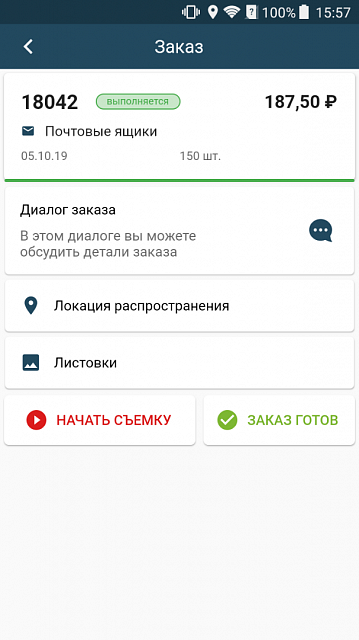 100% 15:57
Заказ
18042 выполняется 187,50 ₽
Почтовые ящики
05.10.19 150 шт.
Диалог заказа
В этом диалоге вы можете
обсудить детали заказа
Локация распространения
Листовки
НАЧАТЬ СЪЕМКУ ЗАКАЗ ГОТОВ